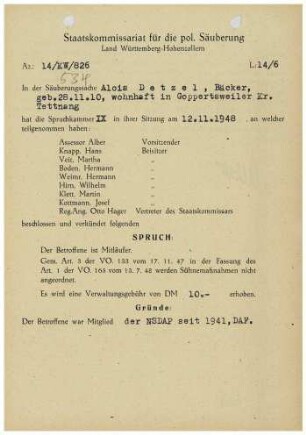 Staatskommissariat für die pol. Säuberung
Land Württemberg-Hohenzollern
Az.: 14/KW/826
L: 14/6
534
In der Säuberungssache Alois Detzel, Bäcker,
geb.28.11.10, wohnhaft in Goppertsweiler Kr.
Tettnang
hat die Spruchkammer IX in ihrer Sitzung am 12.11.1948 an welcher
teilgenommen haben:
Assessor Alber Vorsitzender
Knapp, Hans Beisitzer
Veit, Martha "
Boden, Hermann "
Weiner, Hermann "
Hirn, Wilhelm "
Klett, Martin "
Kuttmann, Josef "
Reg.Ang. Otto Hager Vertreter des Staatskommissars
beschlossen und verkündet folgenden
SPRUCH:
Der Betroffene ist Mitläufer.
Gem. Art. 3 der VO. 133 vom 17. 11. 47 in der Fassung des
Art. 1 der VO. 165 vom 13. 7. 48 werden Sühnemaßnahmen nicht
angeordnet.
Es wird eine Verwaltungsgebühr von DM 10.- erhoben.
Gründe:
Der Betroffene war Mitglied der NSDAP seit 1941, DAF.